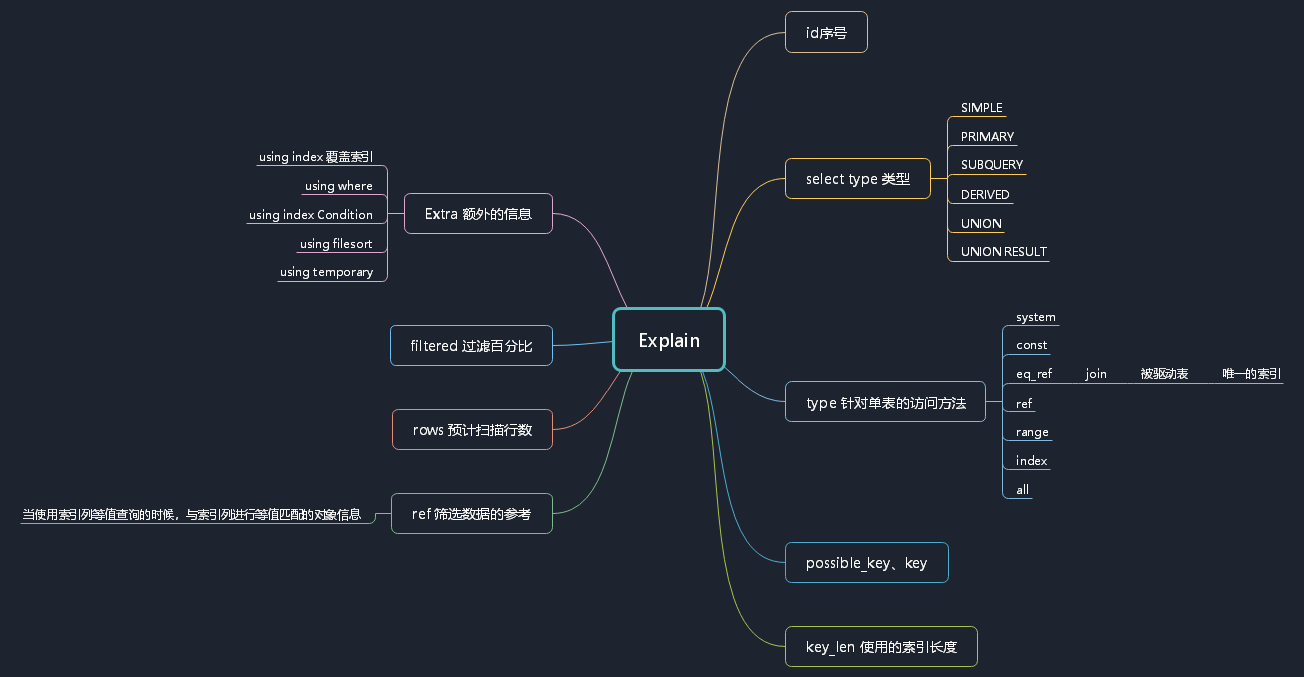 Explain
id序号
select type 类型
SIMPLE
PRIMARY
SUBQUERY
DERIVED
UNION
UNION RESULT
type 针对单表的访问方法
system
const
eq_ref
join
被驱动表
唯一的索引
ref
range
index
all
possible_key、key
key_len 使用的索引长度
Extra 额外的信息
using index 覆盖索引
using where
using index Condition
using filesort
using temporary
filtered 过滤百分比
rows 预计扫描行数
ref 筛选数据的参考
当使用索引列等值查询的时候，与索引列进行等值匹配的对象信息